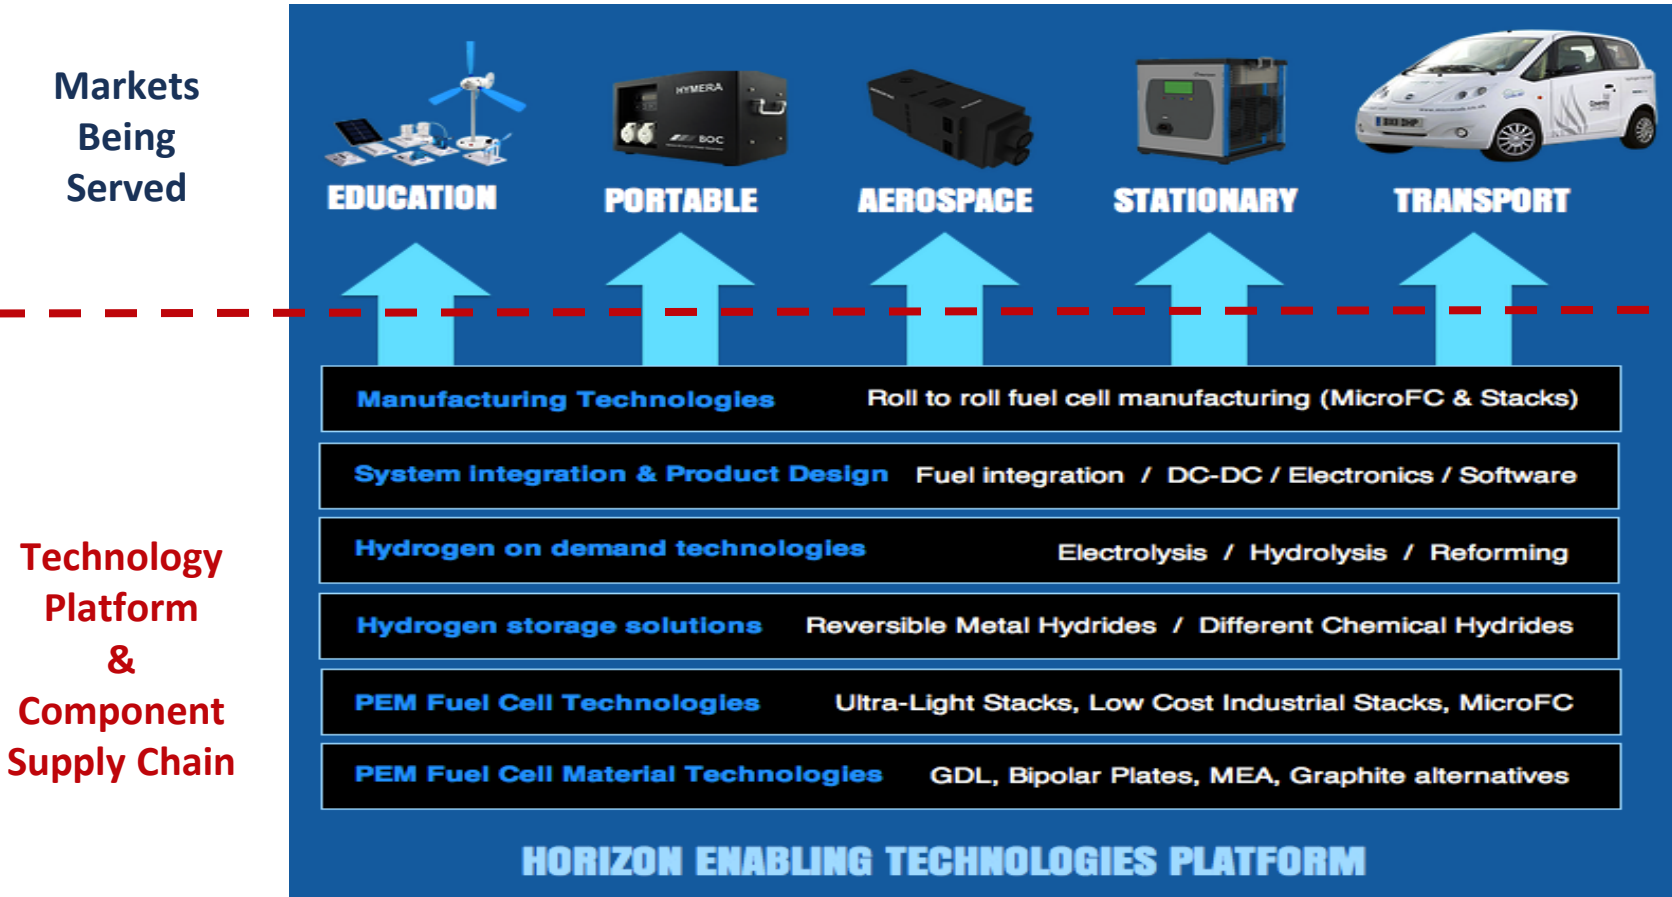 Markets
Being
Served
HYMERA
BOC
EDUCATION
PORTABLE
AEROSPACE
STATIONARY
TRANSPORT
Manufacturing Technologies Roll to roll fuel cell manufacturing (MicroFC & Stacks)
System integration & Product Design Fuel integration / DC-DC / Electronics / Software
Hydrogen on demand technologies Electrolysis / Hydrolysis / Reforming
Hydrogen storage solutions Reversible Metal Hydrides / Different Chemical Hydrides
PEM Fuel Cell Technologies Ultra-Light Stacks, Low Cost Industrial Stacks, MicroFC
PEM Fuel Cell Material Technologies GDL, Bipolar Plates, MEA, Graphite alternatives
Technology
Platform
&
Component
Supply Chain
HORIZON ENABLING TECHNOLOGIES PLATFORM